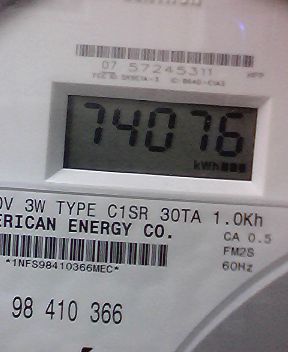 07 57245311
74076
kWh
0V 3W TYPE C1SR 30TA 1.0Kh
ERICAN ENERGY CO.
CA 0.5
FM2S
*1NFS98410366MEC*
60Hz
98 410 366